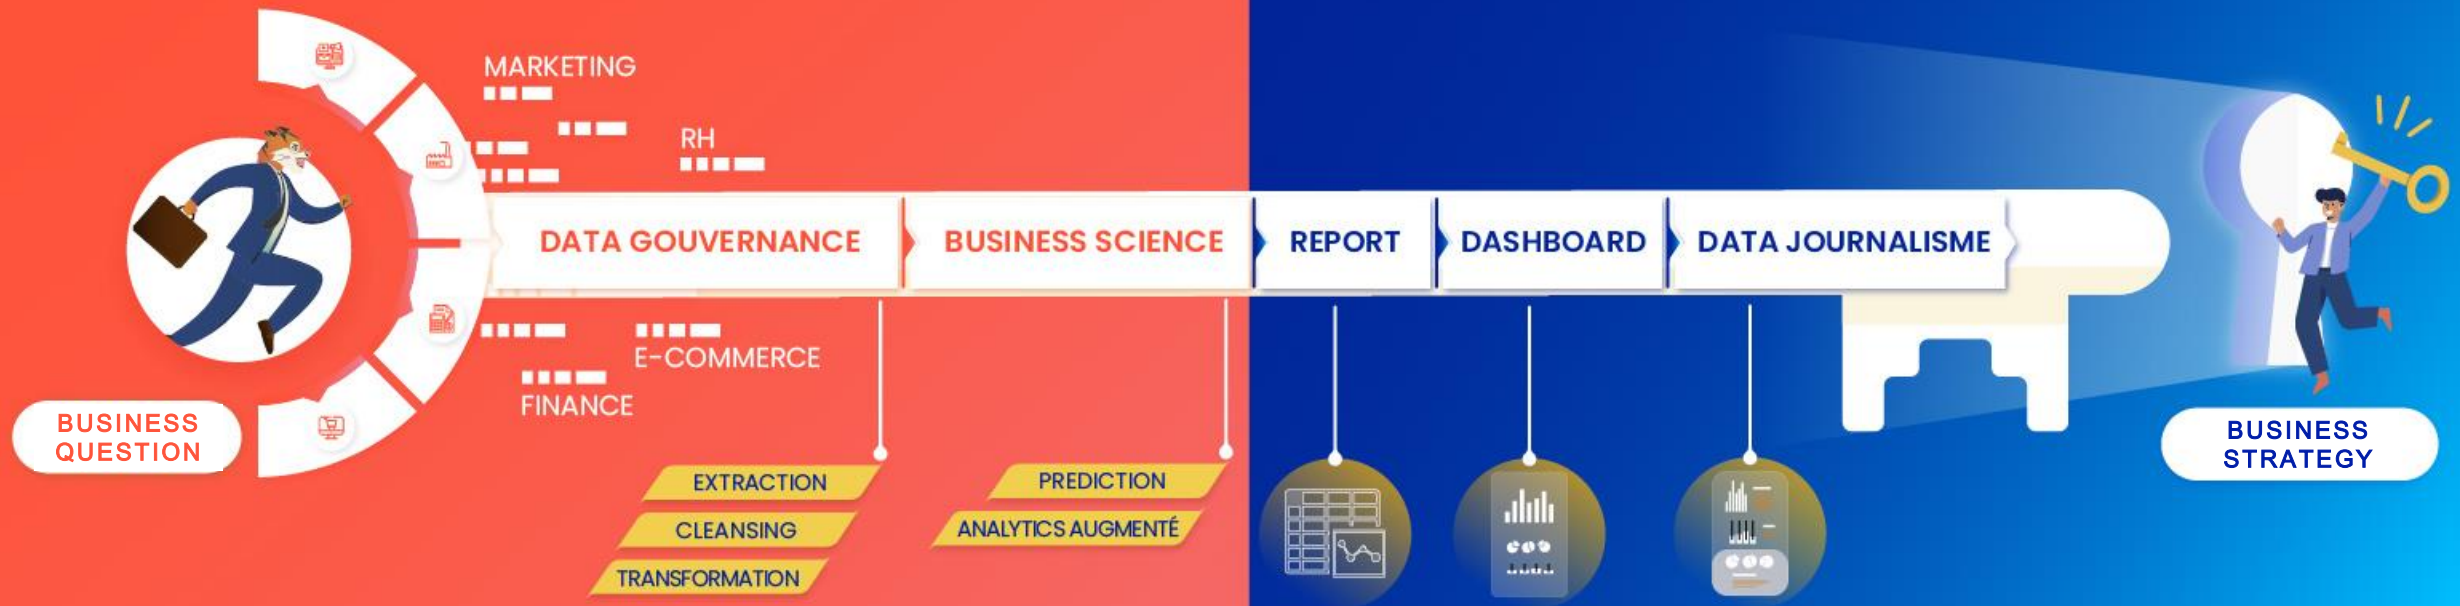 MARKETING
RH
DATA GOUVERNANCE
BUSINESS SCIENCE
REPORT
DASHBOARD
DATA JOURNALISME
E-COMMERCE
FINANCE
BUSINESS
QUESTION
EXTRACTION
CLEANSING
TRANSFORMATION
PREDICTION
ANALYTICS AUGMENTÉ
BUSINESS
STRATEGY